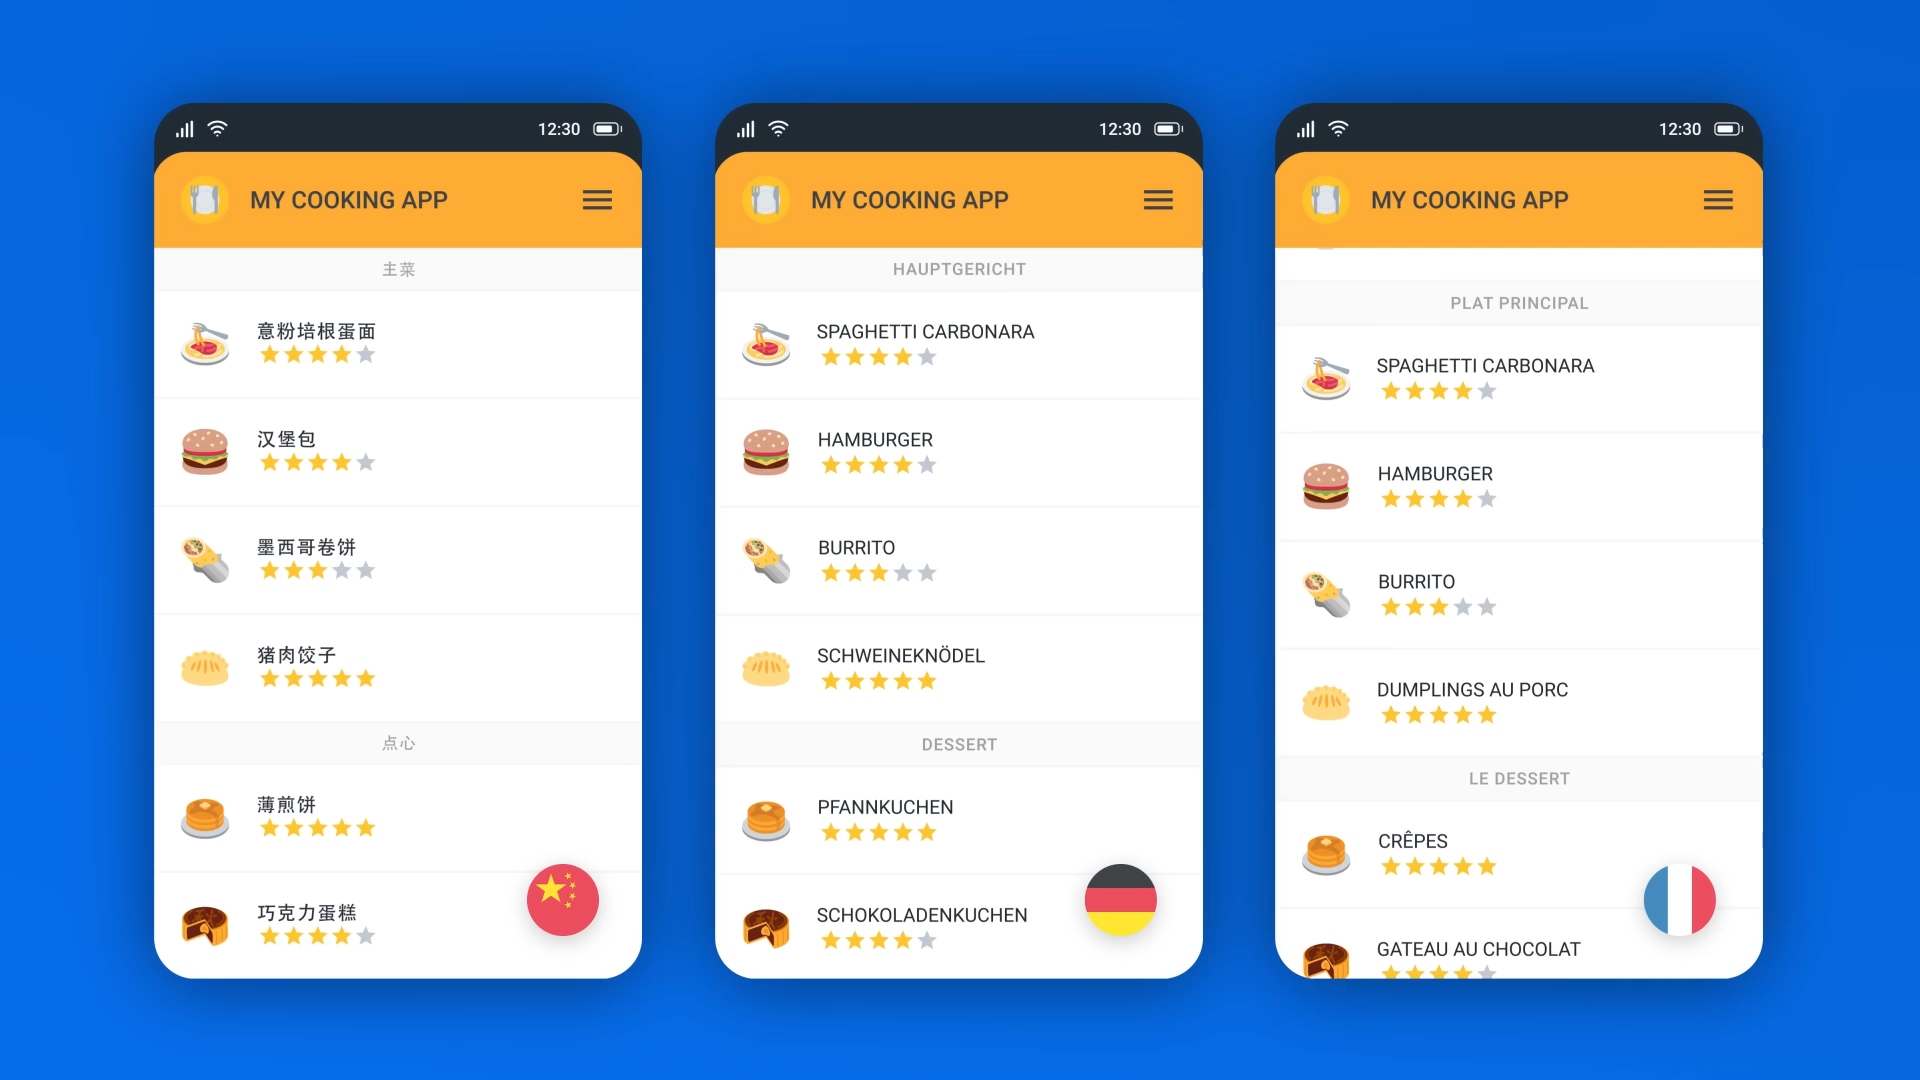 12:30
MY COOKING APP
主菜
意粉培根蛋面
汉堡包
墨西哥卷饼
猪肉饺子
点心
薄煎饼
巧克力蛋糕
12:30
MY COOKING APP
HAUPTGERICHT
SPAGHETTI CARBONARA
HAMBURGER
BURRITO
SCHWEINEKNÖDEL
DESSERT
PFANNKUCHEN
SCHOKOLADENKUCHEN
12:30
MY COOKING APP
PLAT PRINCIPAL
SPAGHETTI CARBONARA
HAMBURGER
BURRITO
DUMPLINGS AU PORC
LE DESSERT
CRÊPES
GATEAU AU CHOCOLAT